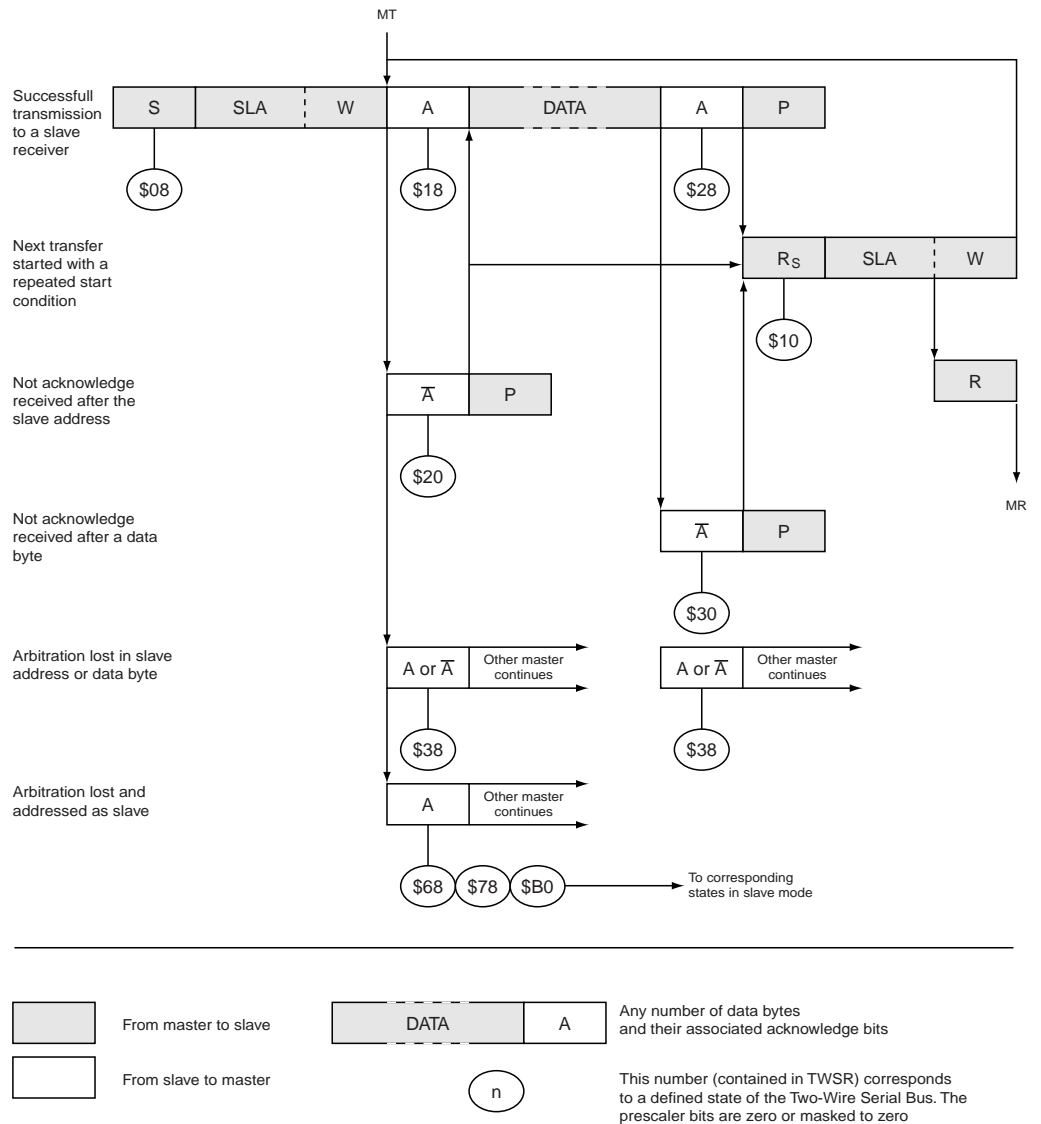 MT
Successfull
transmission
to a slave
receiver
S SLA W A DATA A P
$08 $18 $28
Next transfer
started with a
repeated start
condition
RS SLA W
$10
Not acknowledge
received after the
slave address
A̅ P
R
$20
MR
Not acknowledge
received after a data
byte
A̅ P
$30
Arbitration lost in slave
address or data byte
A or A̅ Other master
continues
A or A̅ Other master
continues
$38 $38
Arbitration lost and
addressed as slave
A Other master
continues
$68 $78 $B0 To corresponding
states in slave mode
From master to slave
DATA A
Any number of data bytes
and their associated acknowledge bits
From slave to master
n
This number (contained in TWSR) corresponds
to a defined state of the Two-Wire Serial Bus. The
prescaler bits are zero or masked to zero